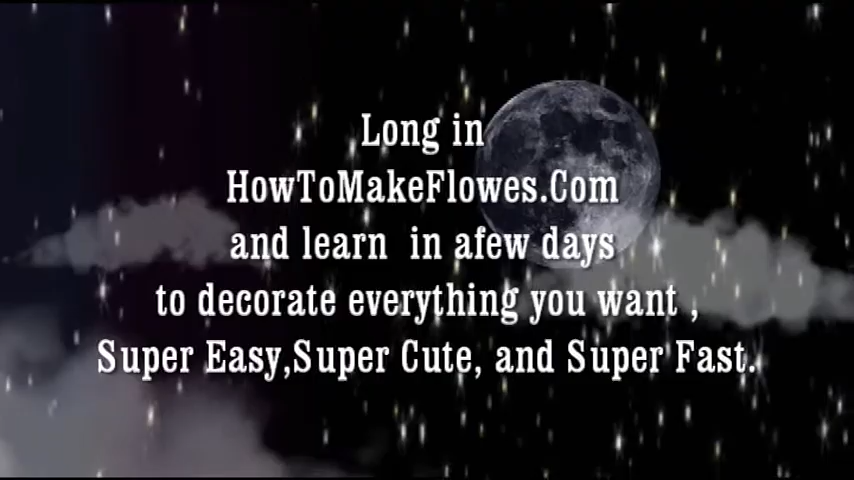 Long in
HowToMakeFlowes.Com
and learn  in afew days
to decorate everything you want ,
Super Easy,Super Cute, and Super Fast.